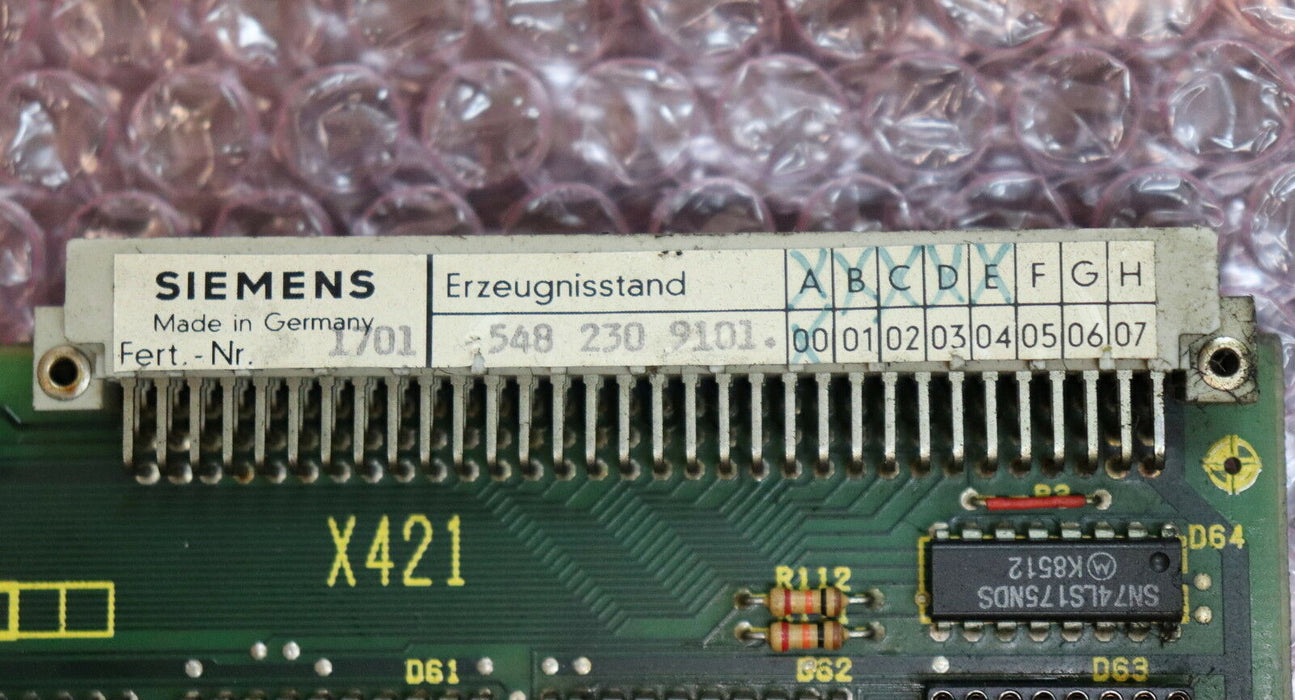 SIEMENS
Made in Germany
Fert.-Nr. 1701
Erzeugnisstand A B C D E F G H
548 230 9101. 00 01 02 03 04 05 06 07
X421
D64
SN74LS175NDS
K8512
R112
D61
D62
D63